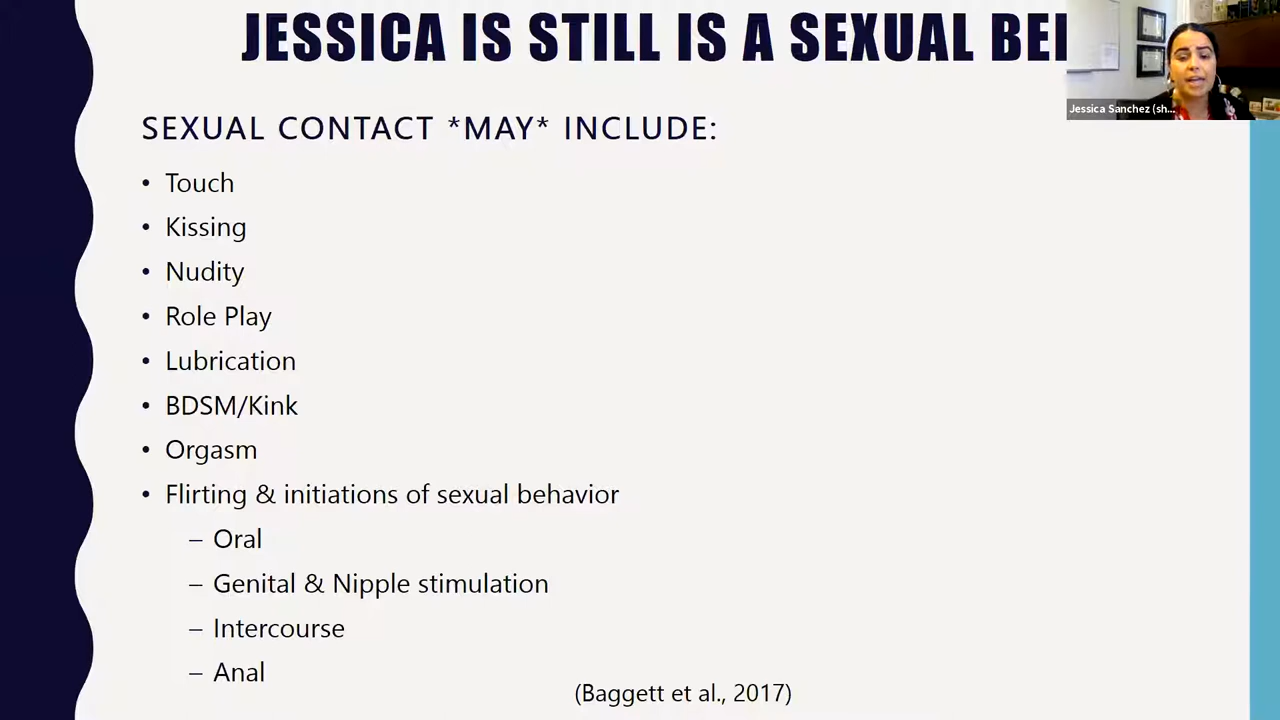 JESSICA IS STILL IS A SEXUAL BEI
Jessica Sanchez (sh...
SEXUAL CONTACT *MAY* INCLUDE:
• Touch
• Kissing
• Nudity
• Role Play
• Lubrication
• BDSM/Kink
• Orgasm
• Flirting & initiations of sexual behavior
– Oral
– Genital & Nipple stimulation
– Intercourse
– Anal
(Baggett et al., 2017)